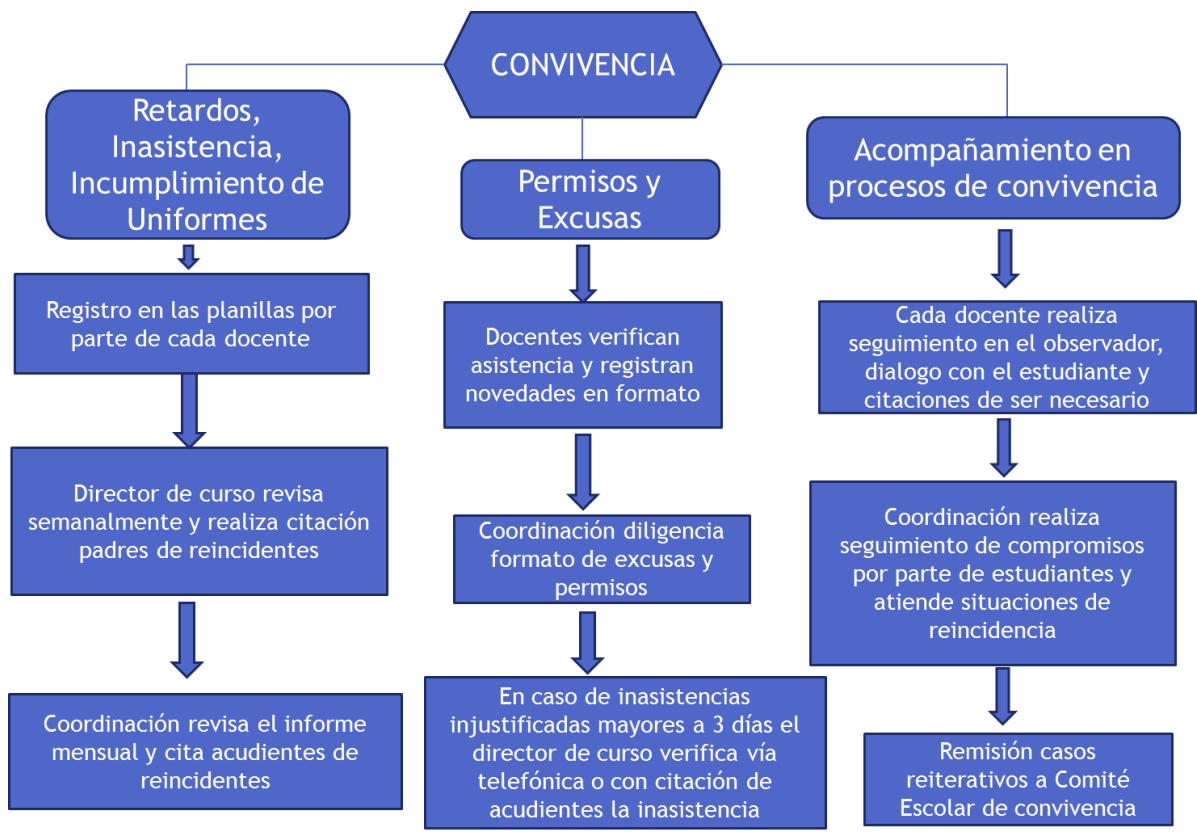 CONVIVENCIA
Retardos,
Inasistencia,
Incumplimiento de
Uniformes
Registro en las planillas por
parte de cada docente
Director de curso revisa
semanalmente y realiza citación
padres de reincidentes
Coordinación revisa el informe
mensual y cita acudientes de
reincidentes
Permisos y
Excusas
Docentes verifican
asistencia y registran
novedades en formato
Coordinación diligencia
formato de excusas y
permisos
En caso de inasistencias
injustificadas mayores a 3 días el
director de curso verifica vía
telefónica o con citación de
acudientes la inasistencia
Acompañamiento en
procesos de convivencia
Cada docente realiza
seguimiento en el observador,
dialogo con el estudiante y
citaciones de ser necesario
Coordinación realiza
seguimiento de compromisos
por parte de estudiantes y
atiende situaciones de
reincidencia
Remisión casos
reiterativos a Comité
Escolar de convivencia